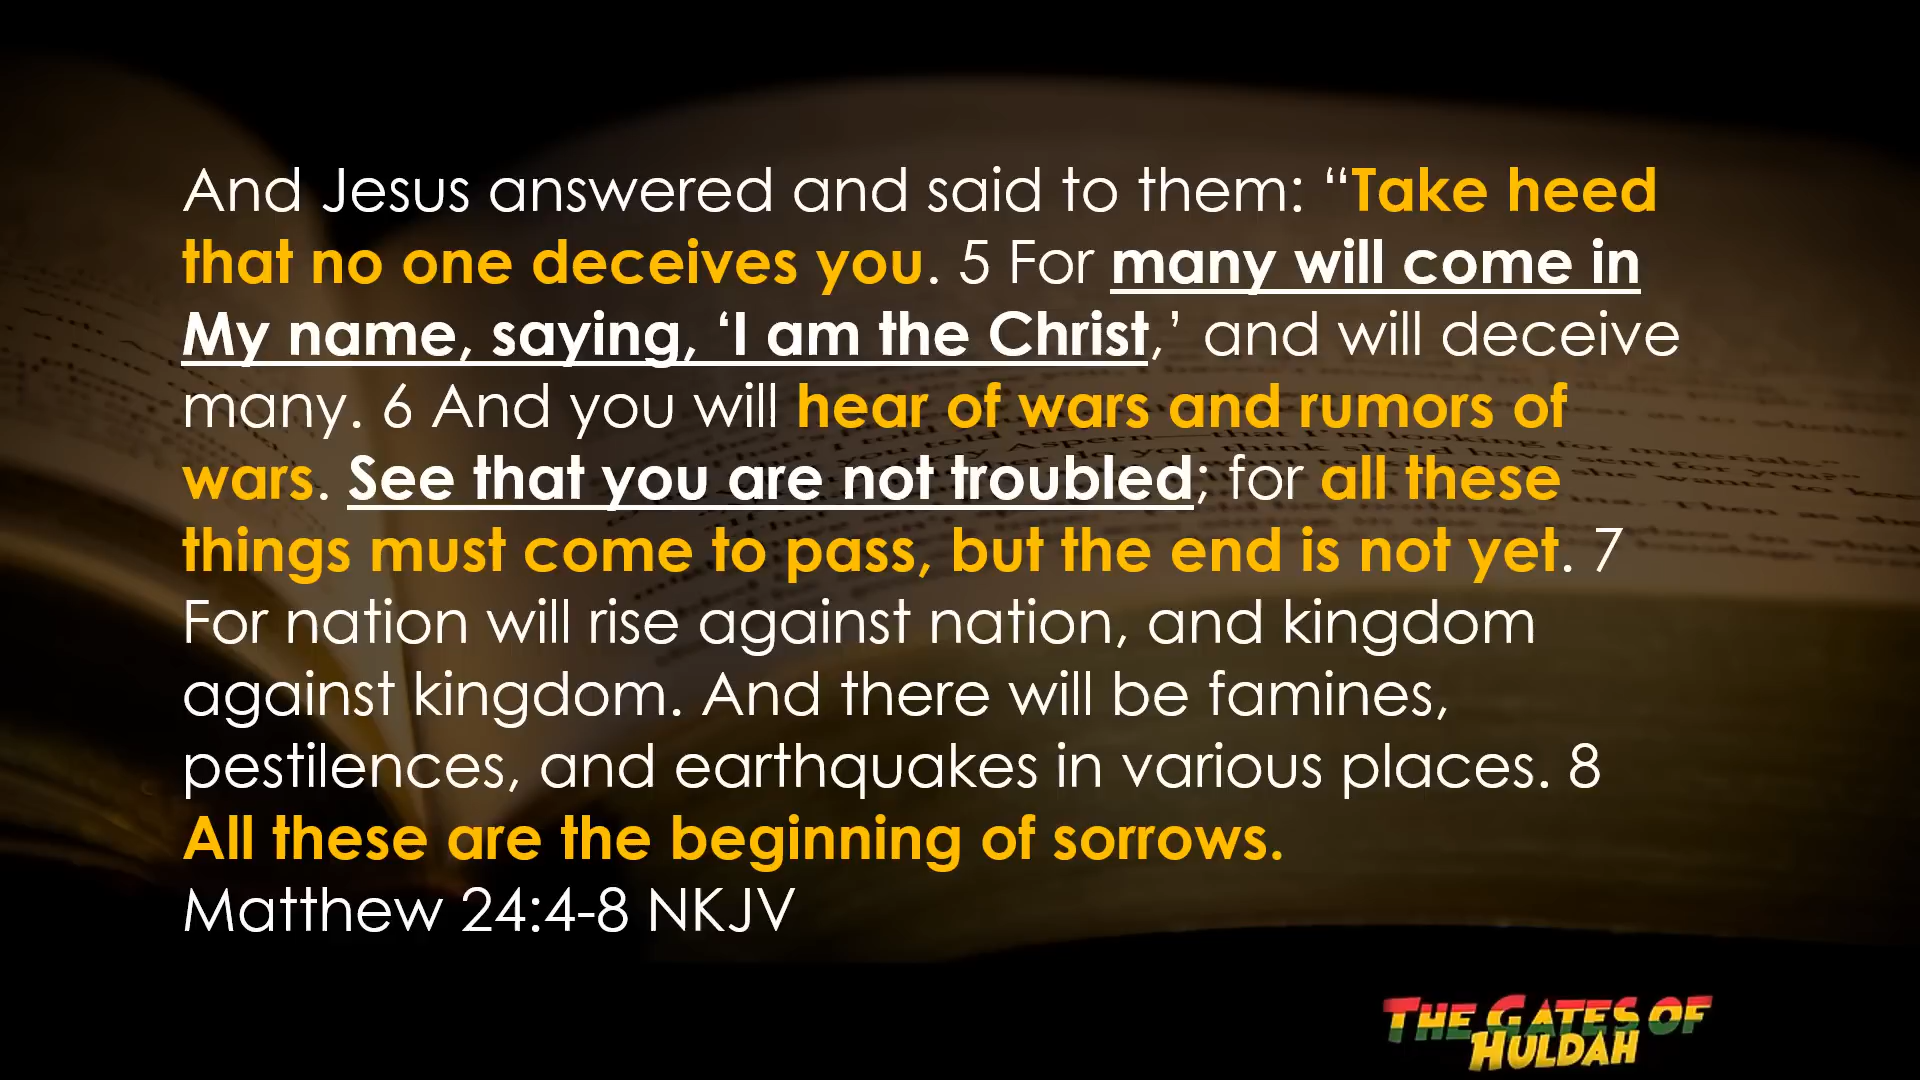 And Jesus answered and said to them: “Take heed
that no one deceives you. 5 For many will come in
My name, saying, ‘I am the Christ,’ and will deceive
many. 6 And you will hear of wars and rumors of
wars. See that you are not troubled; for all these
things must come to pass, but the end is not yet. 7
For nation will rise against nation, and kingdom
against kingdom. And there will be famines,
pestilences, and earthquakes in various places. 8
All these are the beginning of sorrows.
Matthew 24:4-8 NKJV
THE GATES OF
HULDAH